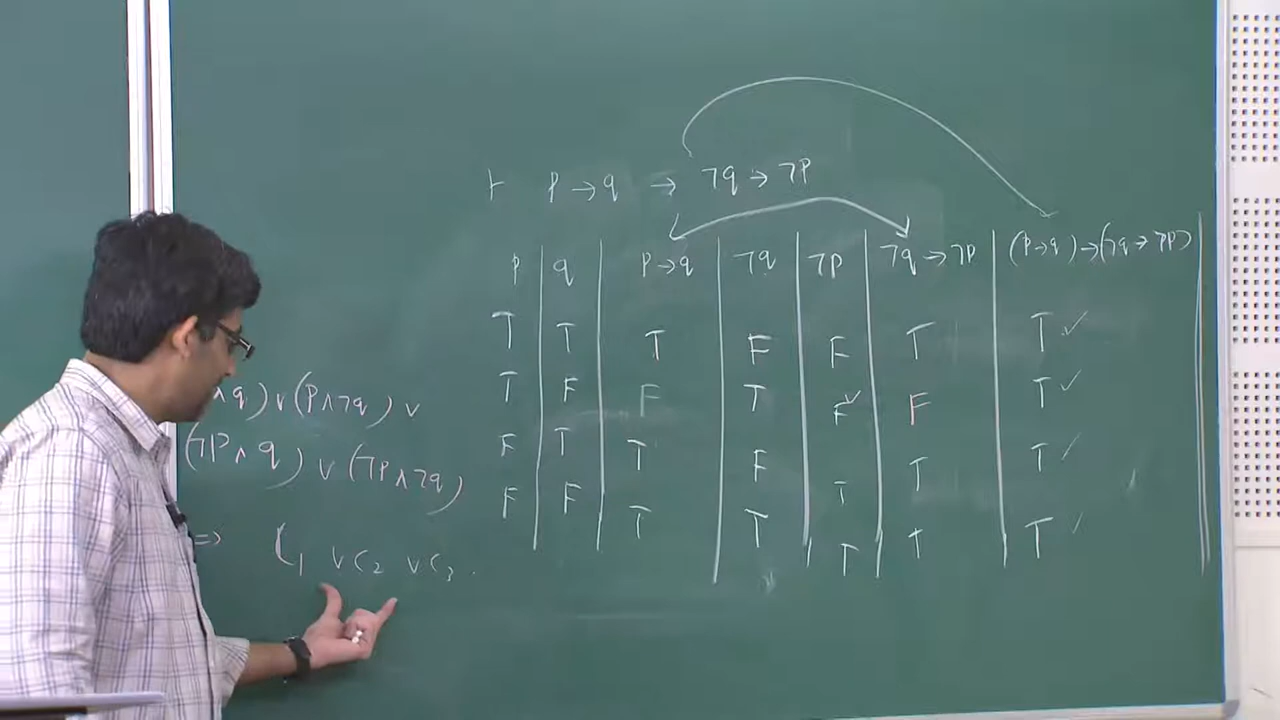 ⊢ P → q → ¬q → ¬P
P q P → q ¬q ¬P ¬q → ¬P (P → q) → (¬q → ¬P)
T T T F F T T ✓
T F F T F ✓ F T ✓
F T T F T T T ✓
F F T T T T T ✓
∧ q) ∨ (P ∧ ¬q) ∨
(¬P ∧ q) ∨ (¬P ∧ ¬q)
=> C₁ ∨ C₂ ∨ C₃ .